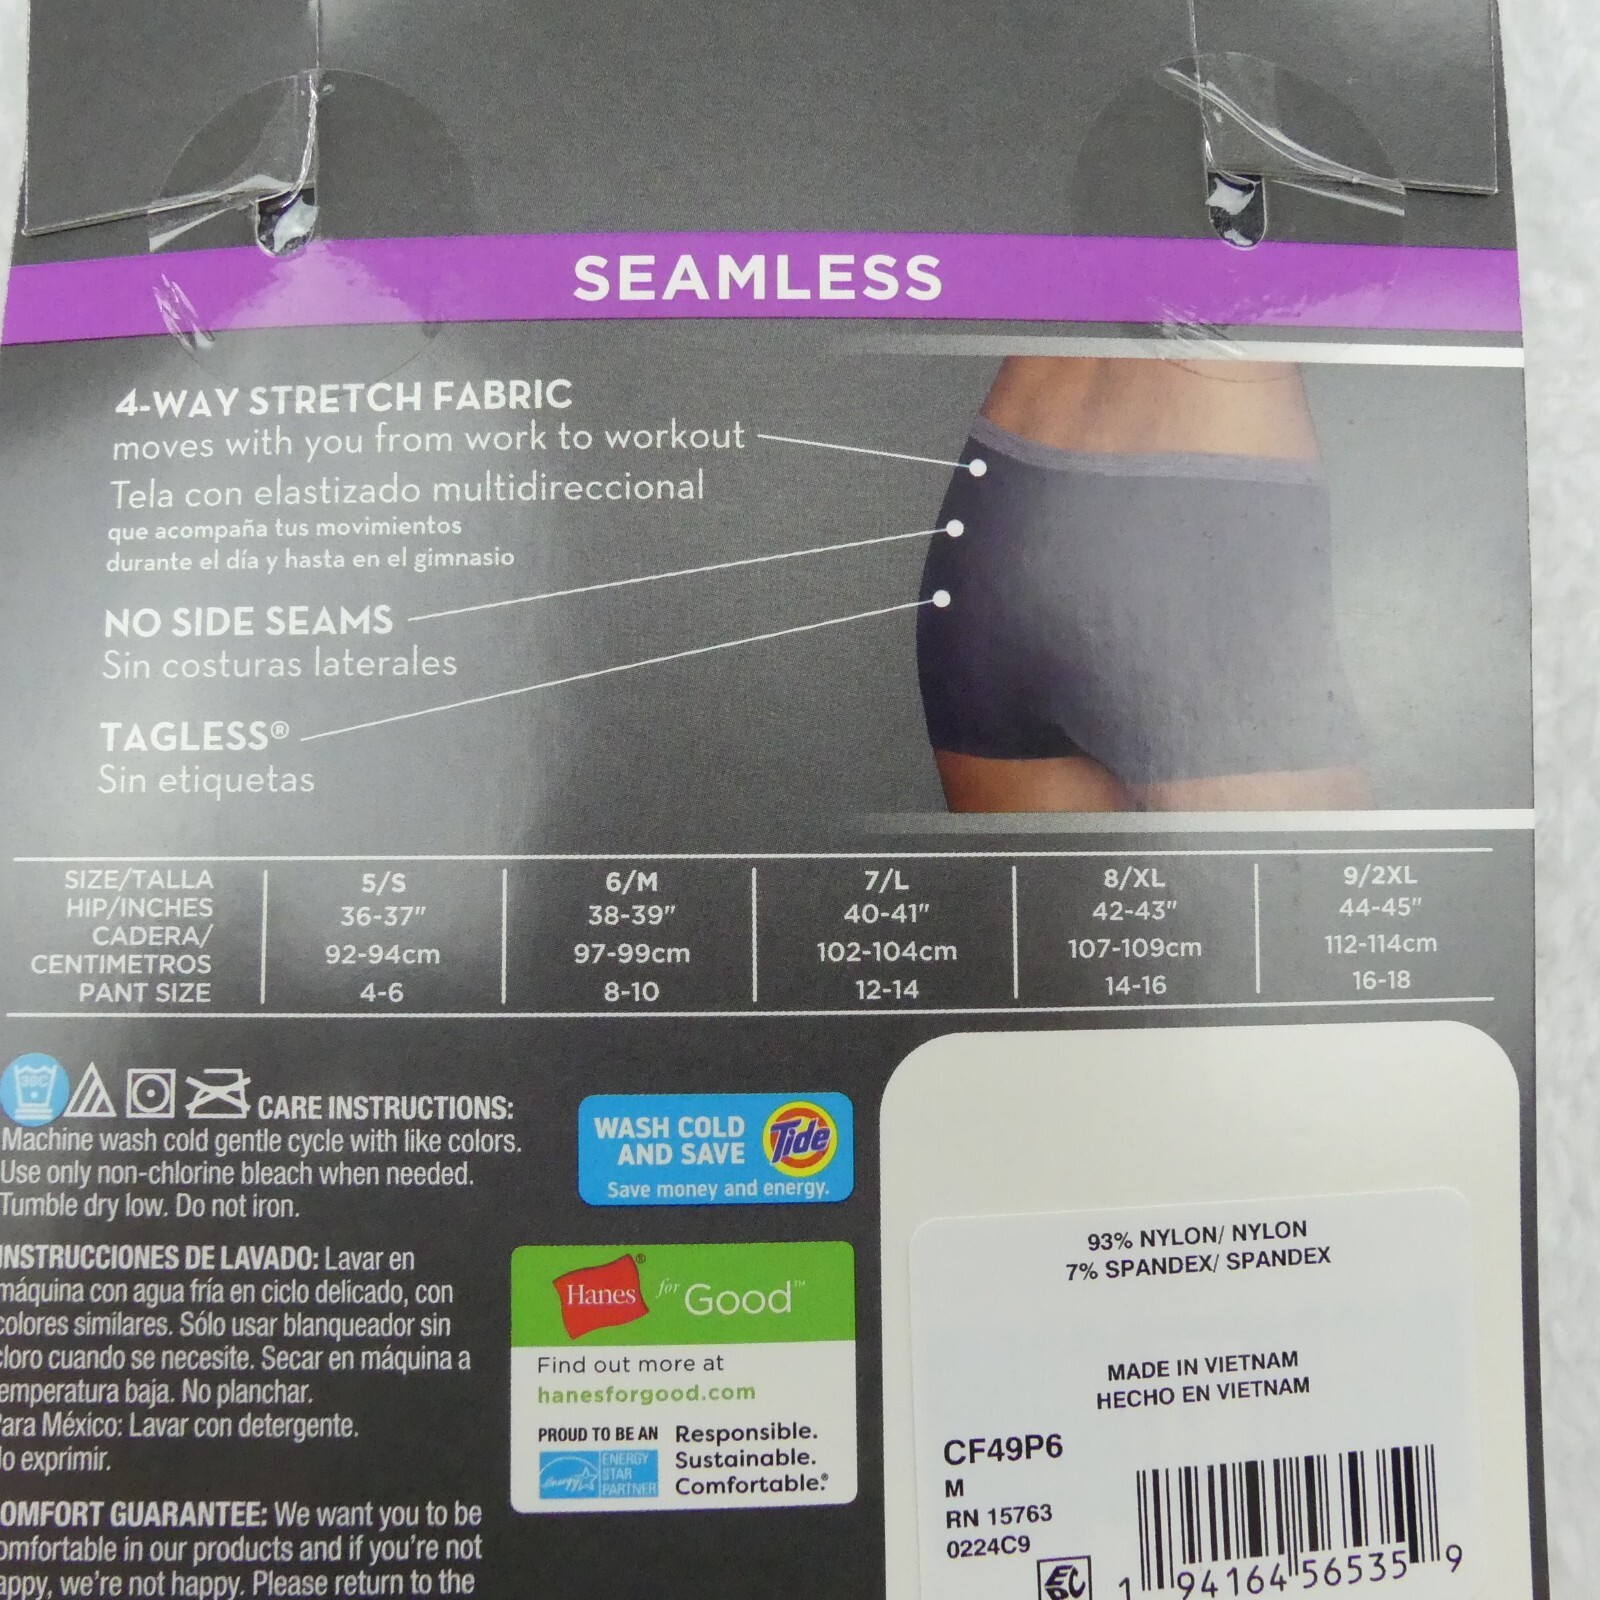 SEAMLESS
4-WAY STRETCH FABRIC
moves with you from work to workout
Tela con elastizado multidireccional
que acompaña tus movimientos
durante el día y hasta en el gimnasio
NO SIDE SEAMS
Sin costuras laterales
TAGLESS®
Sin etiquetas
SIZE/TALLA 5/S 6/M 7/L 8/XL 9/2XL
HIP/INCHES 36-37" 38-39" 40-41" 42-43" 44-45"
CADERA/
CENTIMETROS 92-94cm 97-99cm 102-104cm 107-109cm 112-114cm
PANT SIZE 4-6 8-10 12-14 14-16 16-18
30C
CARE INSTRUCTIONS:
Machine wash cold gentle cycle with like colors.
Use only non-chlorine bleach when needed.
Tumble dry low. Do not iron.
INSTRUCCIONES DE LAVADO: Lavar en
máquina con agua fría en ciclo delicado, con
colores similares. Sólo usar blanqueador sin
cloro cuando se necesite. Secar en máquina a
emperatura baja. No planchar.
Para México: Lavar con detergente.
No exprimir.
OMFORT GUARANTEE: We want you to be
omfortable in our products and if you're not
appy, we're not happy. Please return to the
WASH COLD
AND SAVE
Tide
Save money and energy.
Hanes® for Good™
Find out more at
hanesforgood.com
PROUD TO BE AN
energy
ENERGY
STAR
PARTNER
Responsible.
Sustainable.
Comfortable.®
93% NYLON/ NYLON
7% SPANDEX/ SPANDEX
MADE IN VIETNAM
HECHO EN VIETNAM
CF49P6
M
RN 15763
0224C9
1 94164 56535 9